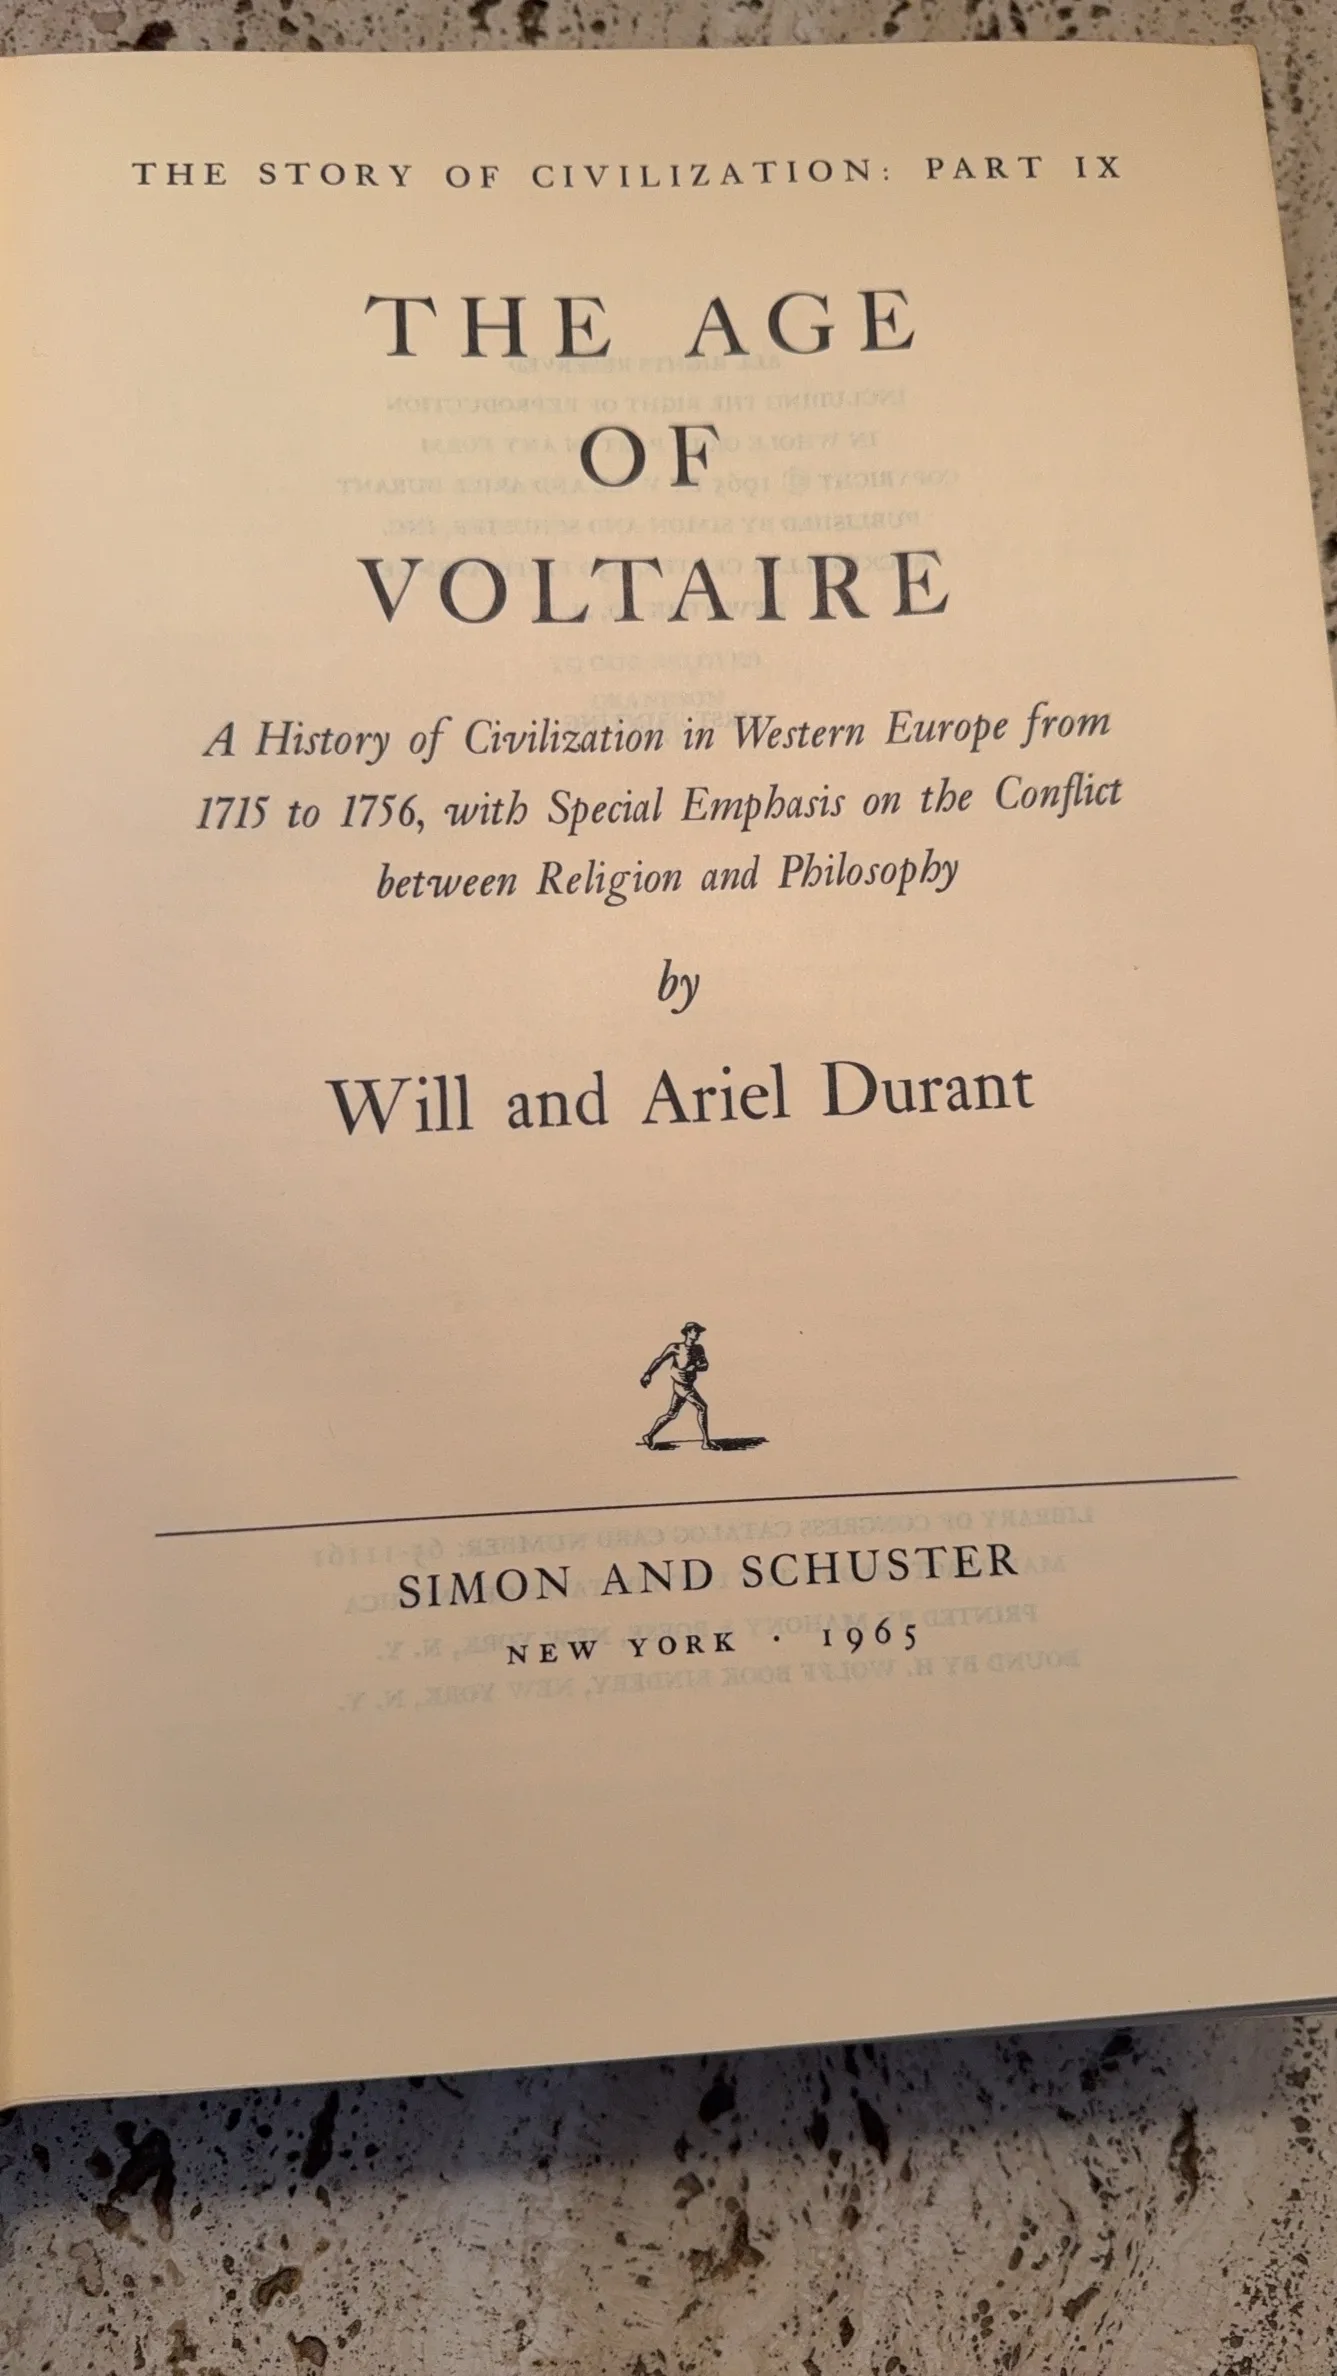 THE STORY OF CIVILIZATION: PART IX
THE AGE
OF
VOLTAIRE
A History of Civilization in Western Europe from
1715 to 1756, with Special Emphasis on the Conflict
between Religion and Philosophy
by
Will and Ariel Durant
SIMON AND SCHUSTER
NEW YORK · 1965